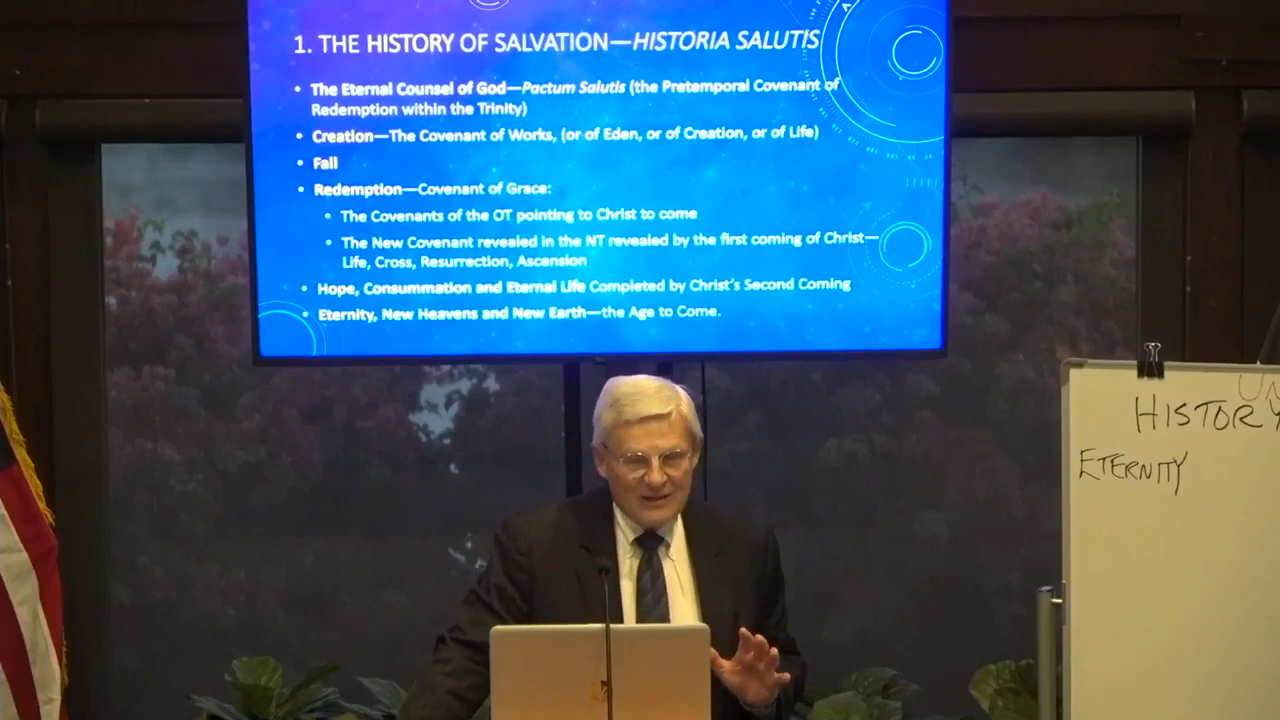 1. THE HISTORY OF SALVATION—HISTORIA SALUTIS
• The Eternal Counsel of God—Pactum Salutis (the Pretemporal Covenant of
Redemption within the Trinity)
• Creation—The Covenant of Works, (or of Eden, or of Creation, or of Life)
• Fall
• Redemption—Covenant of Grace:
• The Covenants of the OT pointing to Christ to come
• The New Covenant revealed in the NT revealed by the first coming of Christ—
Life, Cross, Resurrection, Ascension
• Hope, Consummation and Eternal Life Completed by Christ's Second Coming
• Eternity, New Heavens and New Earth—the Age to Come.
HISTORY
ETERNITY